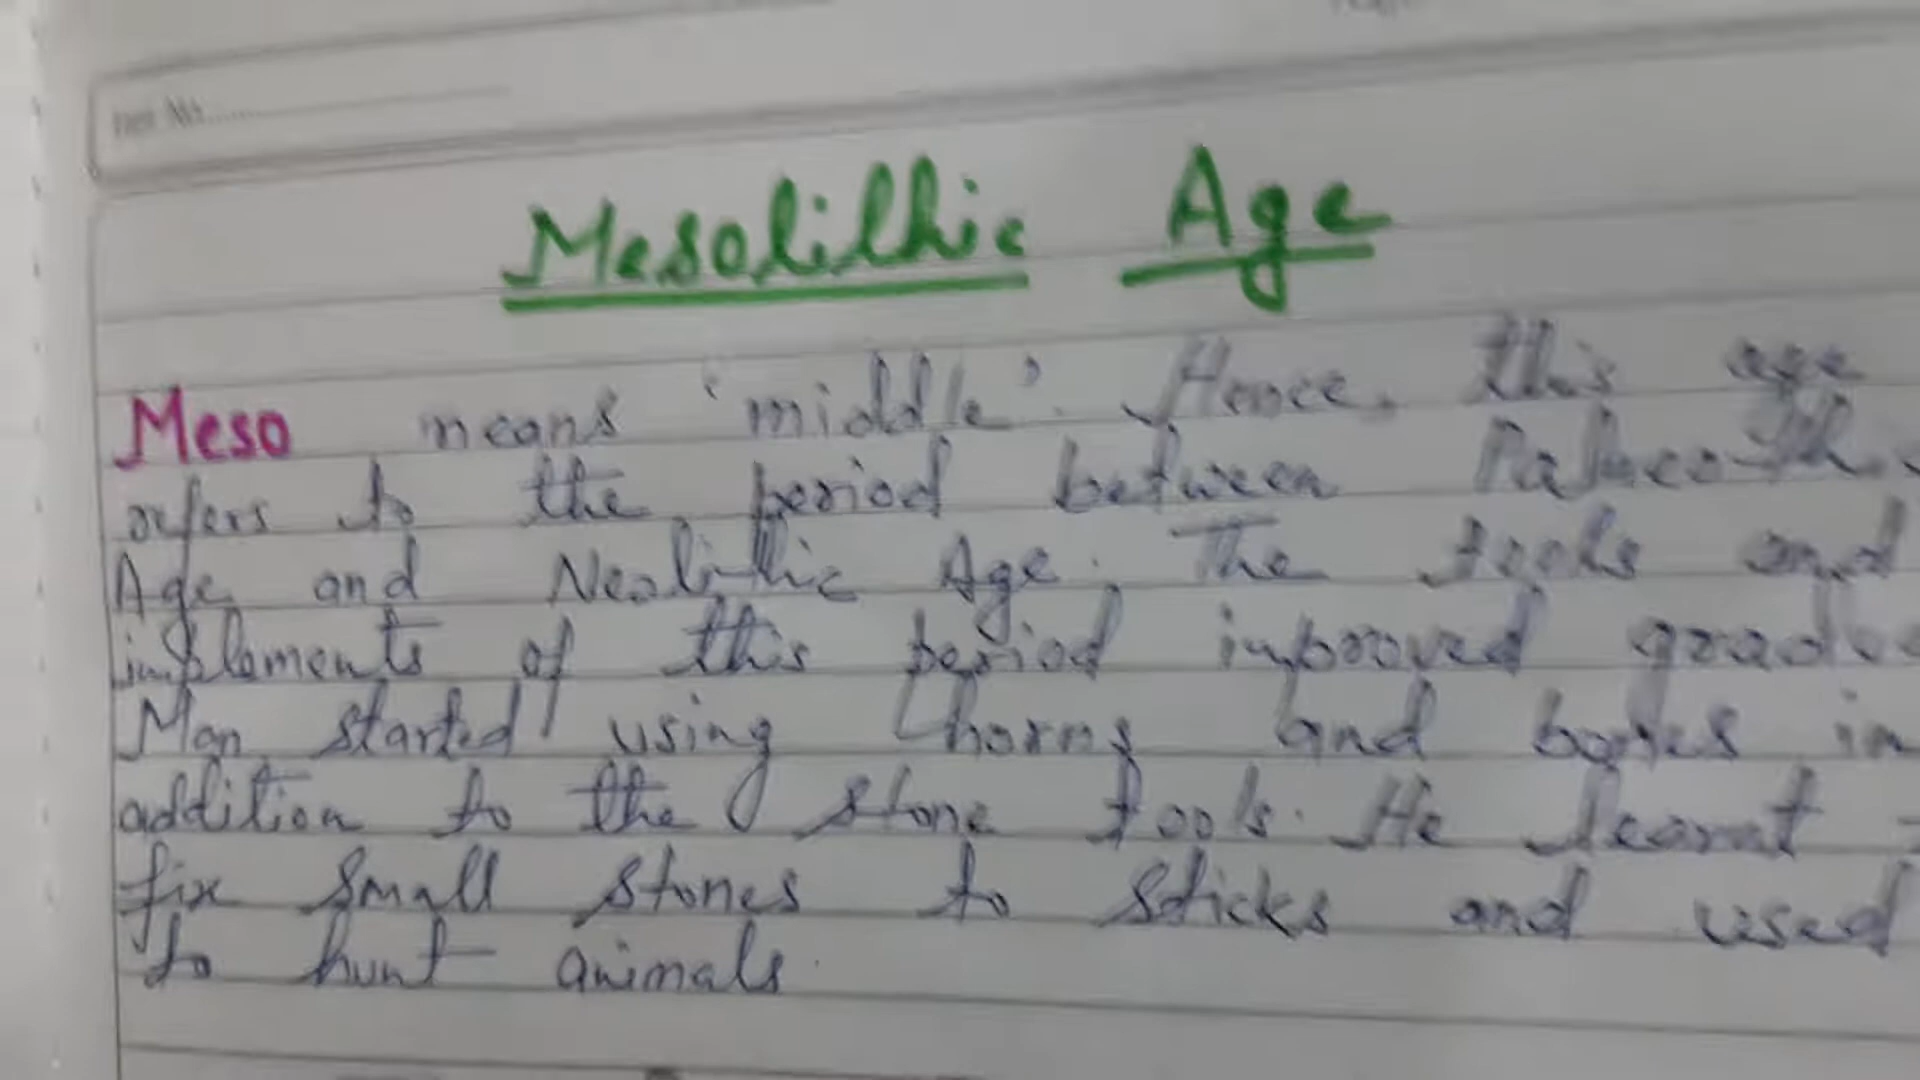 Mesolithic Age
Meso means 'middle'. Hence, this age
refers to the period between
Age and Neolithic Age. The tools and
implements of this period improved
Man started using horns and bones in
addition to the stone tools. He learnt
fix small stones to sticks and used
to hunt animals.